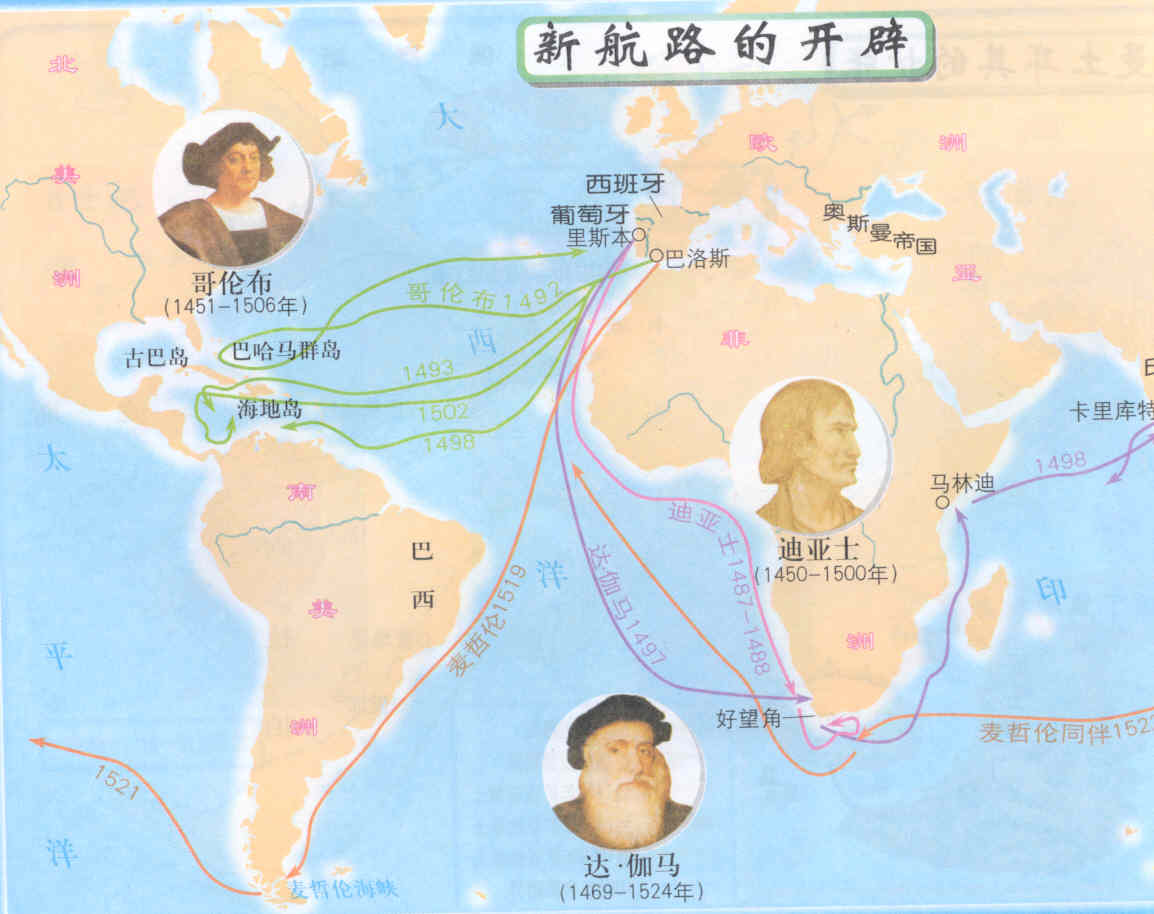 新航路的开辟
北
美
洲
大
西
洋
欧
洲
亚
西班牙
葡萄牙
里斯本
巴洛斯
奥斯曼帝国
哥伦布
(1451-1506年)
哥伦布1492
古巴岛
巴哈马群岛
1493
1502
1498
海地岛
非
洲
卡里库特
1498
马林迪
太
平
洋
南
美
洲
巴
西
迪亚士
(1450-1500年)
迪亚士1487-1488
达·伽马1497
麦哲伦1519
印
好望角
麦哲伦同伴1522
1521
麦哲伦海峡
达·伽马
(1469-1524年)